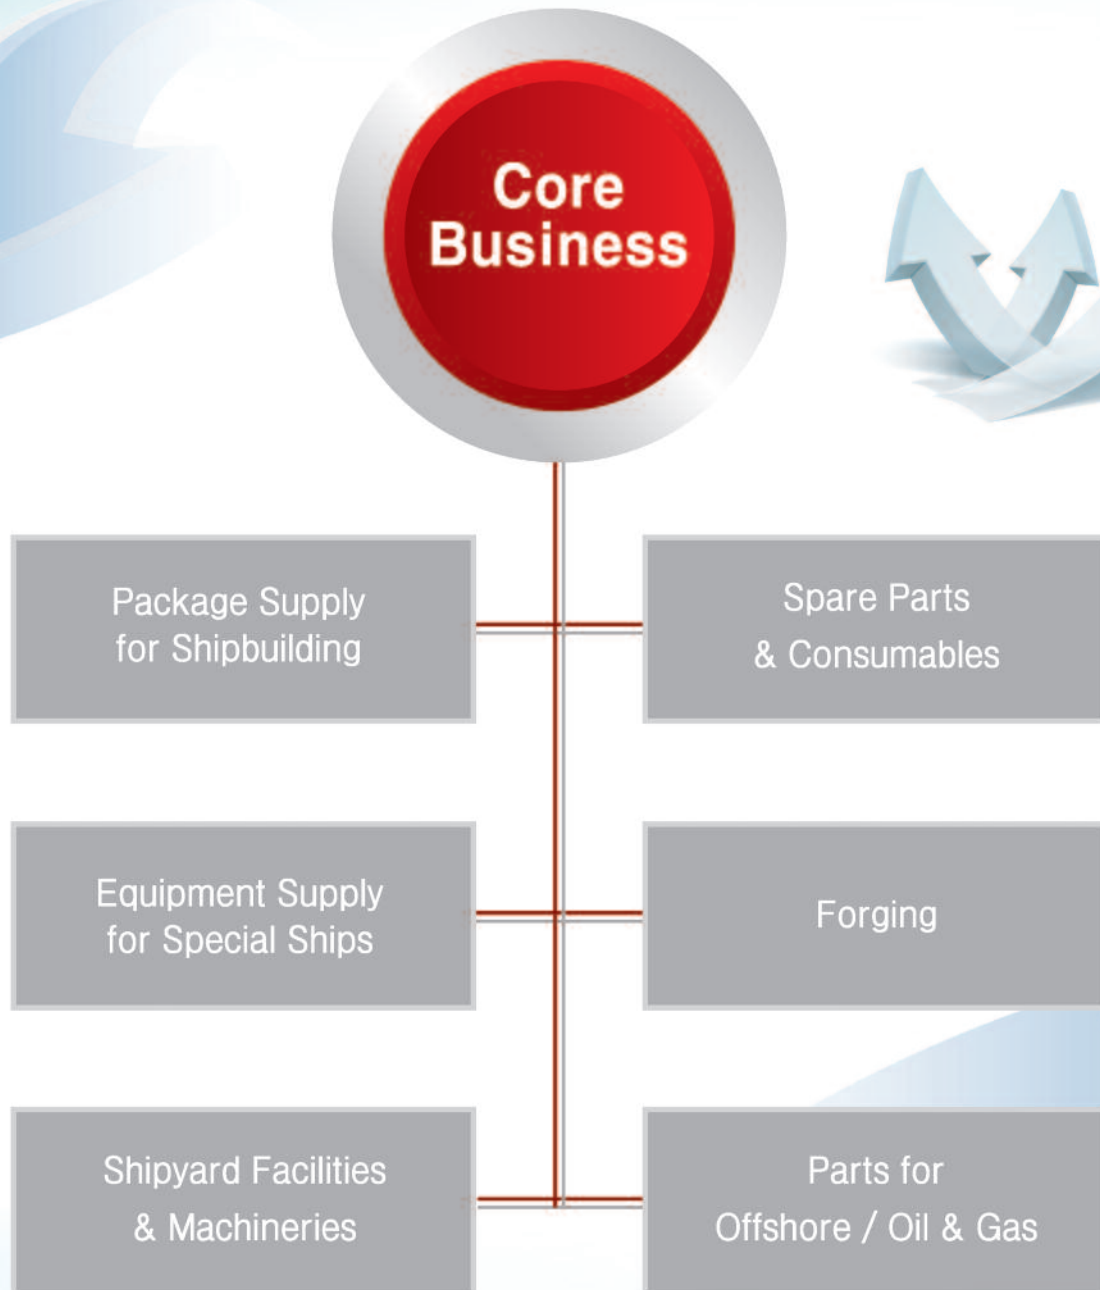 Core
Business
Package Supply
for Shipbuilding
Spare Parts
& Consumables
Equipment Supply
for Special Ships
Forging
Shipyard Facilities
& Machineries
Parts for
Offshore / Oil & Gas